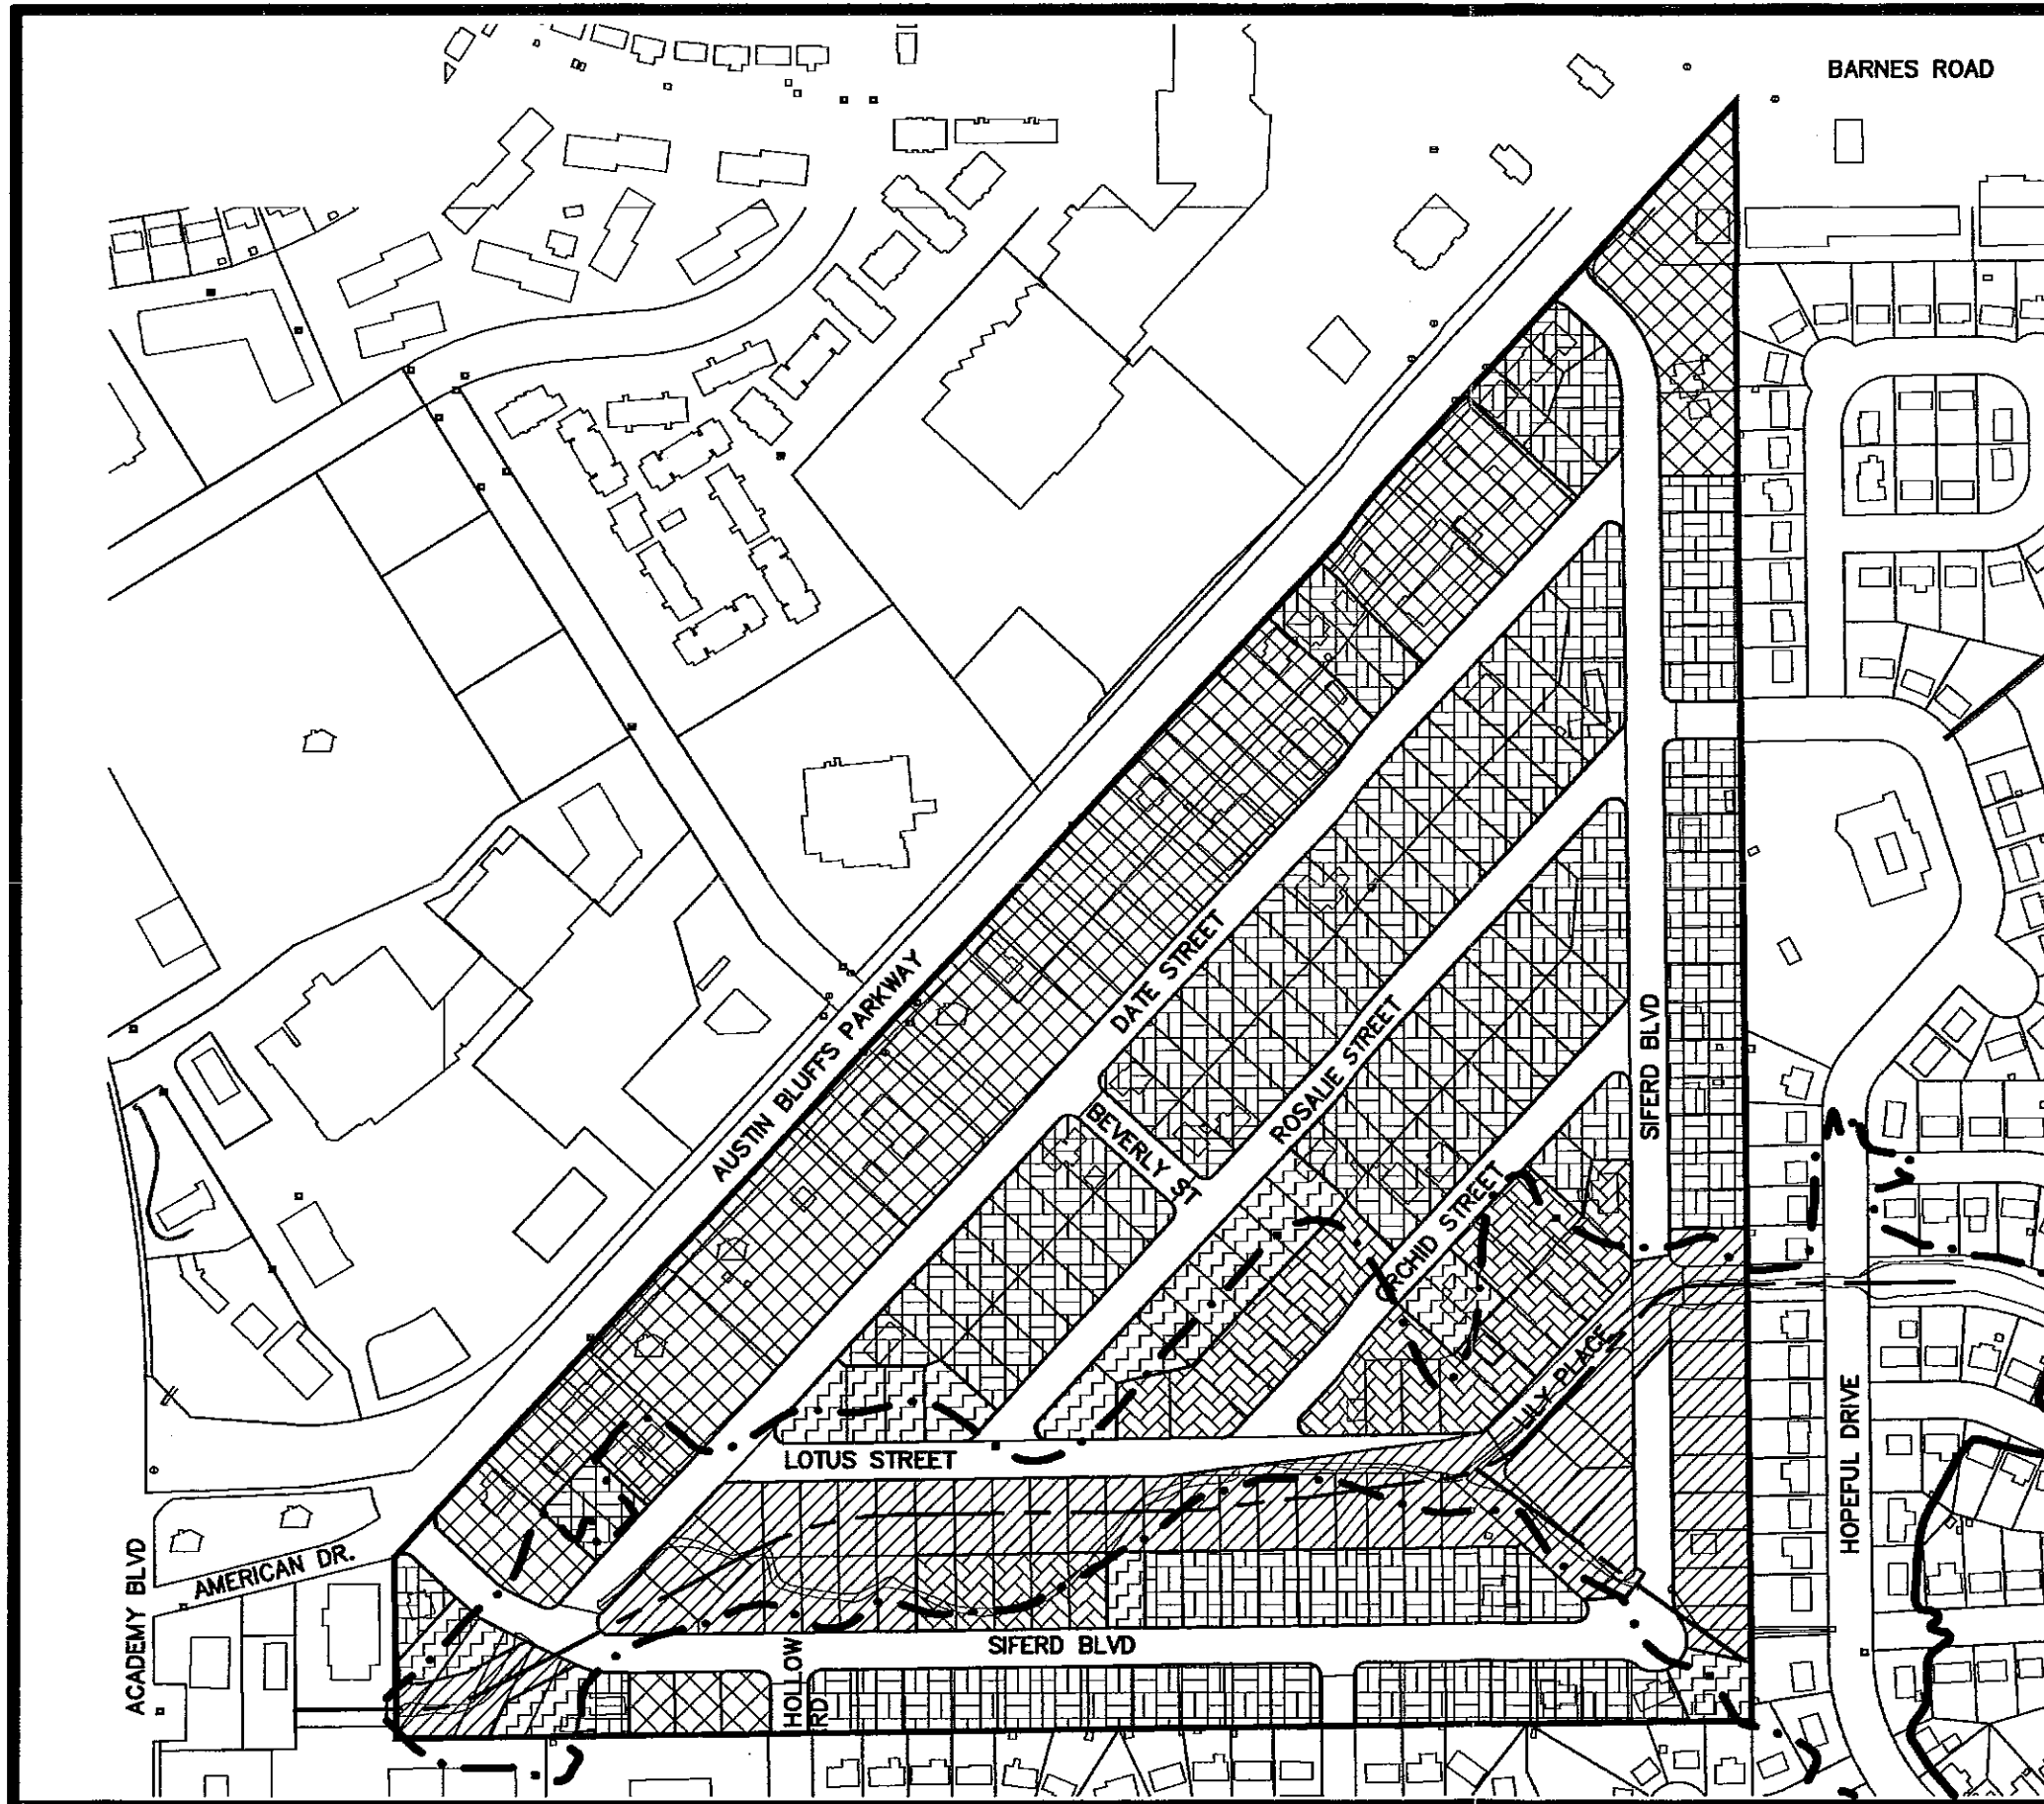 BARNES ROAD
AUSTIN BLUFFS PARKWAY
DATE STREET
BEVERLY ST
ROSALIE STREET
SIFERD BLVD
ORCHID STREET
LILY PLACE
LOTUS STREET
HOPEFUL DRIVE
ACADEMY BLVD
AMERICAN DR.
SIFERD BLVD
HOLLOW
RD